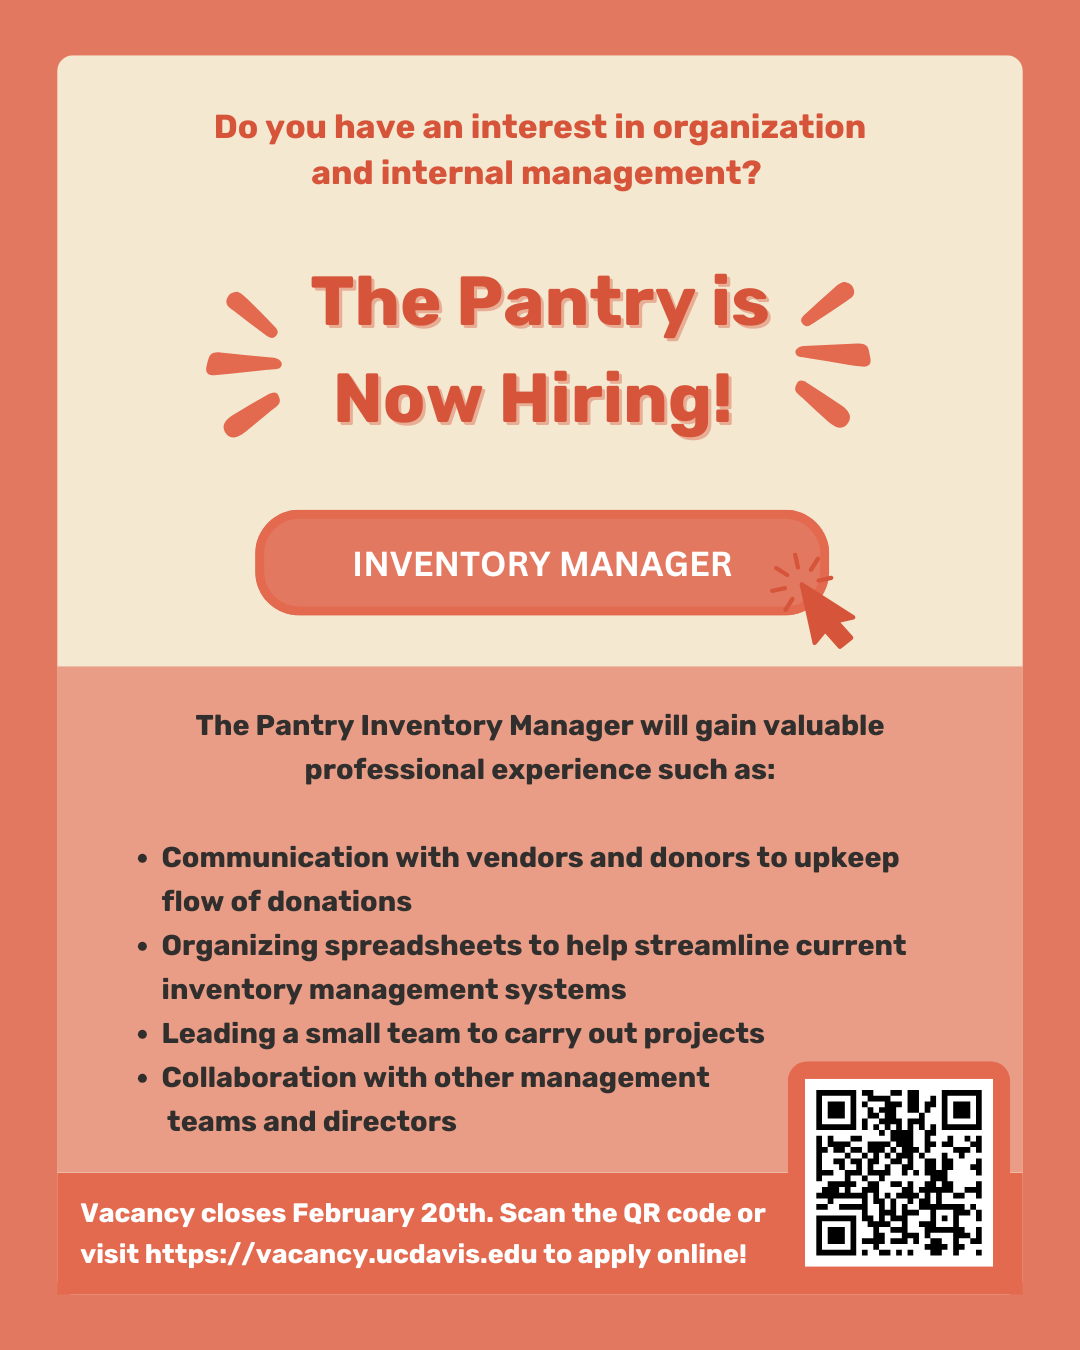 Do you have an interest in organization
and internal management?
The Pantry is
Now Hiring!
INVENTORY MANAGER
The Pantry Inventory Manager will gain valuable
professional experience such as:
• Communication with vendors and donors to upkeep
flow of donations
• Organizing spreadsheets to help streamline current
inventory management systems
• Leading a small team to carry out projects
• Collaboration with other management
teams and directors
Vacancy closes February 20th. Scan the QR code or
visit https://vacancy.ucdavis.edu to apply online!